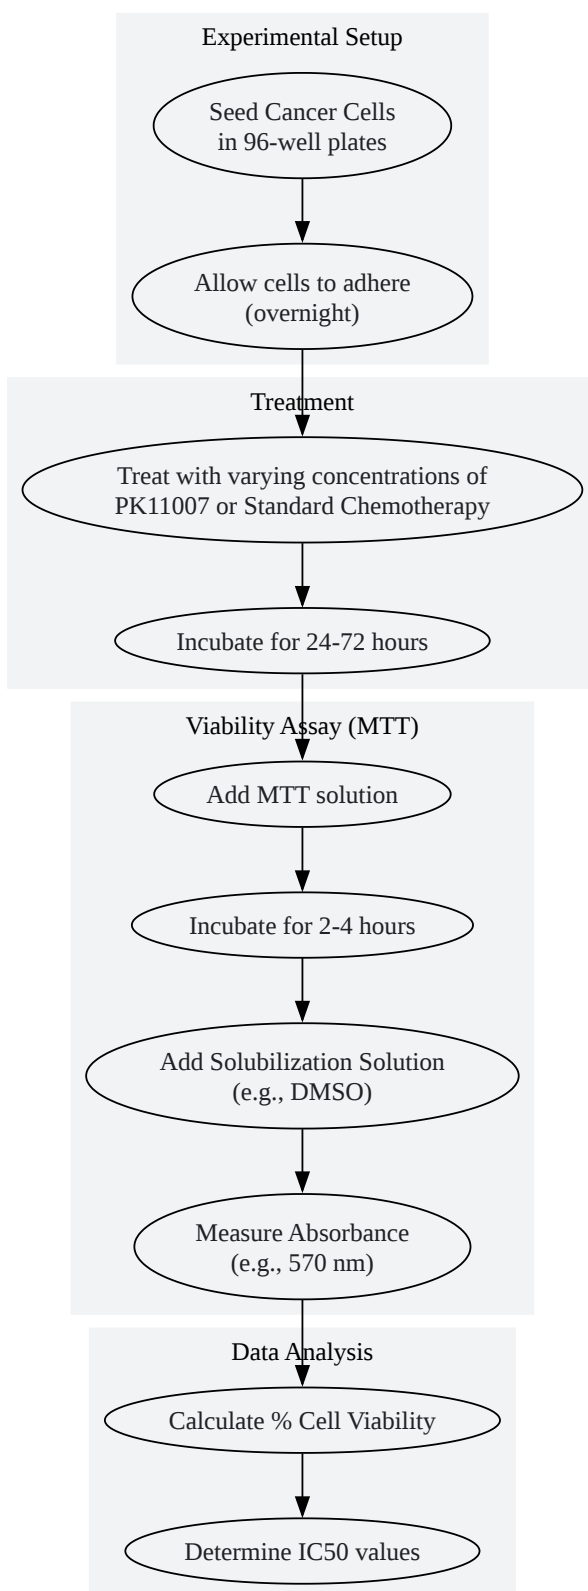 Experimental Setup
Seed Cancer Cells
in 96-well plates
Allow cells to adhere
(overnight)
Treatment
Treat with varying concentrations of
PK11007 or Standard Chemotherapy
Incubate for 24-72 hours
Viability Assay (MTT)
Add MTT solution
Incubate for 2-4 hours
Add Solubilization Solution
(e.g., DMSO)
Measure Absorbance
(e.g., 570 nm)
Data Analysis
Calculate % Cell Viability
Determine IC50 values